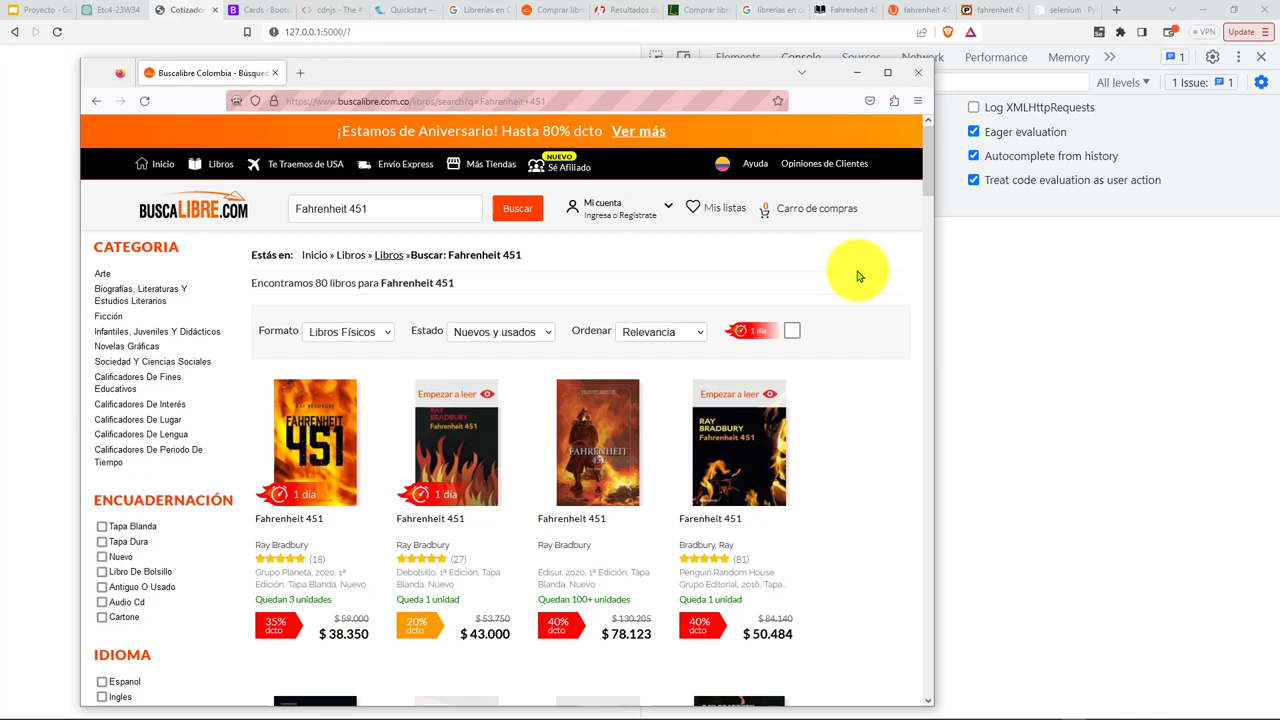 Proyecto - G
Etc4-23W34
Cotizado
Cards - Boots
cdnjs - The #
Quickstart —
Librerías en C
Comprar libr
Resultados de
Comprar libr
librerías en co
Fahrenheit 45
fahrenheit 45
fahrenheit 45
selenium - Py
127.0.0.1:5000/?
VPN
Update
Elements
Console
Sources
Network
Performance
Memory
1
All levels
1 Issue: 1
Log XMLHttpRequests
Eager evaluation
Autocomplete from history
Treat code evaluation as user action
Buscalibre Colombia - Búsqued
https://www.buscalibre.com.co/libros/search?q=Fahrenheit+451
¡Estamos de Aniversario! Hasta 80% dcto Ver más
Inicio
Libros
Te Traemos de USA
Envío Express
Más Tiendas
NUEVO
Sé Afiliado
Ayuda
Opiniones de Clientes
BUSCALIBRE.COM
Fahrenheit 451
Buscar
Mi cuenta
Ingresa o Regístrate
Mis listas
0
Carro de compras
CATEGORIA
Arte
Biografías, Literatura Y
Estudios Literarios
Ficción
Infantiles, Juveniles Y Didácticos
Novelas Gráficas
Sociedad Y Ciencias Sociales
Calificadores De Fines
Educativos
Calificadores De Interés
Calificadores De Lugar
Calificadores De Lengua
Calificadores De Periodo De
Tiempo
ENCUADERNACIÓN
Tapa Blanda
Tapa Dura
Nuevo
Libro De Bolsillo
Antiguo O Usado
Audio Cd
Cartone
IDIOMA
Espanol
Ingles
Estás en: Inicio » Libros » Libros »Buscar: Fahrenheit 451
Encontramos 80 libros para Fahrenheit 451
Formato
Libros Físicos
Estado
Nuevos y usados
Ordenar
Relevancia
1 día
RAY BRADBURY
FAHRENHEIT
451
1 día
Fahrenheit 451
Ray Bradbury
(18)
Grupo Planeta, 2020, 1ª
Edición, Tapa Blanda, Nuevo
Quedan 3 unidades
35%
dcto
$ 59.000
$ 38.350
Empezar a leer
RAY
BRADBURY
Fahrenheit 451
1 día
Fahrenheit 451
Ray Bradbury
(27)
Debolsillo, 1ª Edición, Tapa
Blanda, Nuevo
Queda 1 unidad
20%
dcto
$ 53.750
$ 43.000
FAHRENHEIT
451
Fahrenheit 451
Ray Bradbury
Edisur, 2020, 1ª Edición, Tapa
Blanda, Nuevo
Quedan 100+ unidades
40%
dcto
$ 130.205
$ 78.123
Empezar a leer
RAY
BRADBURY
Fahrenheit 451
Farenheit 451
Bradbury, Ray
(81)
Penguin Random House
Grupo Editorial, 2016, Tapa...
Queda 1 unidad
40%
dcto
$ 84.140
$ 50.484